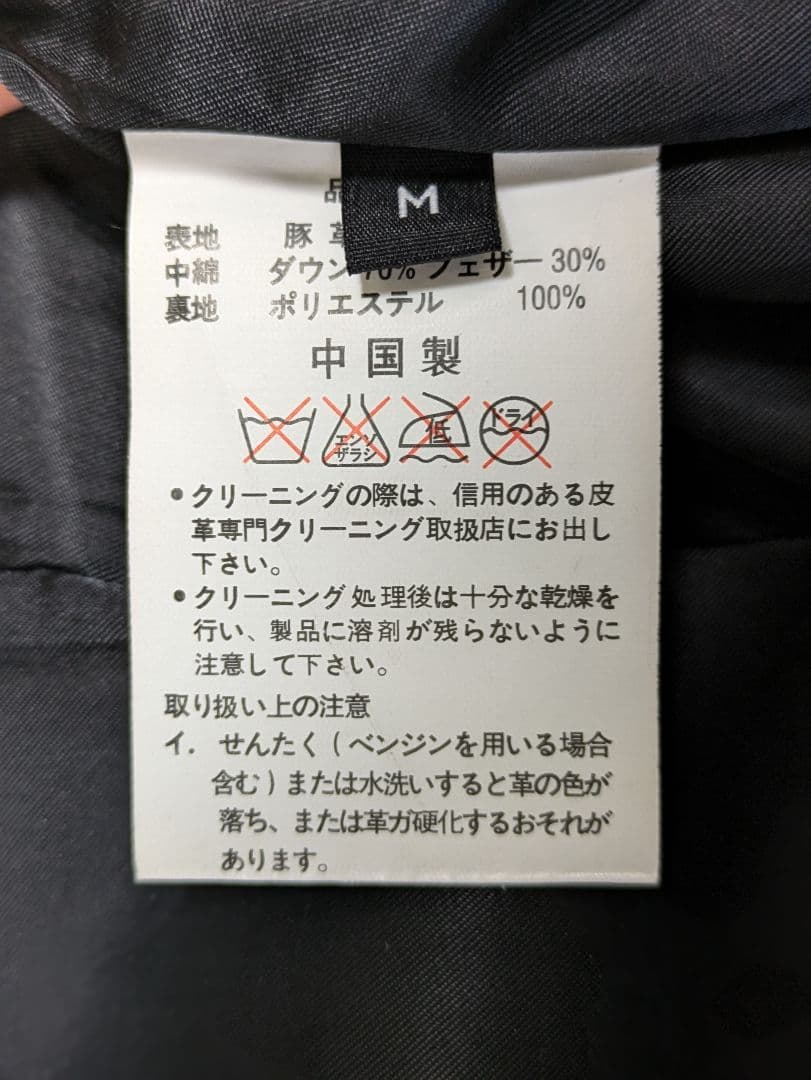 品
M
表地 豚 革
中綿 ダウン 70% フェザー 30%
裏地 ポリエステル 100%
中国製
エンソ
ザラシ
低
ドライ
•クリーニングの際は、信用のある皮
革専門クリーニング取扱店にお出し
下さい。
•クリーニング処理後は十分な乾燥を
行い、製品に溶剤が残らないように
注意して下さい。
取り扱い上の注意
イ. せんたく(ベンジンを用いる場合
含む)または水洗いすると革の色が
落ち、または革ガ硬化するおそれが
あります。